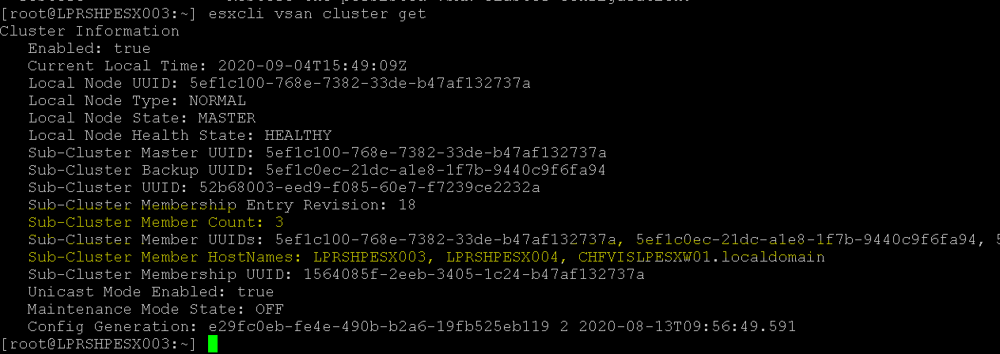 [root@LPRSHPESX003:~] esxcli vsan cluster get
Cluster Information
Enabled: true
Current Local Time: 2020-09-04T15:49:09Z
Local Node UUID: 5ef1c100-768e-7382-33de-b47af132737a
Local Node Type: NORMAL
Local Node State: MASTER
Local Node Health State: HEALTHY
Sub-Cluster Master UUID: 5ef1c100-768e-7382-33de-b47af132737a
Sub-Cluster Backup UUID: 5ef1c0ec-21dc-a1e8-1f7b-9440c9f6fa94
Sub-Cluster UUID: 52b68003-eed9-f085-60e7-f7239ce2232a
Sub-Cluster Membership Entry Revision: 18
Sub-Cluster Member Count: 3
Sub-Cluster Member UUIDs: 5ef1c100-768e-7382-33de-b47af132737a, 5ef1c0ec-21dc-a1e8-1f7b-9440c9f6fa94,
Sub-Cluster Member HostNames: LPRSHPESX003, LPRSHPESX004, CHFVISLPESXW01.localdomain
Sub-Cluster Membership UUID: 1564085f-2eeb-3405-1c24-b47af132737a
Unicast Mode Enabled: true
Maintenance Mode State: OFF
Config Generation: e29fc0eb-fe4e-490b-b2a6-19fb525eb119 2 2020-08-13T09:56:49.591
[root@LPRSHPESX003:~]